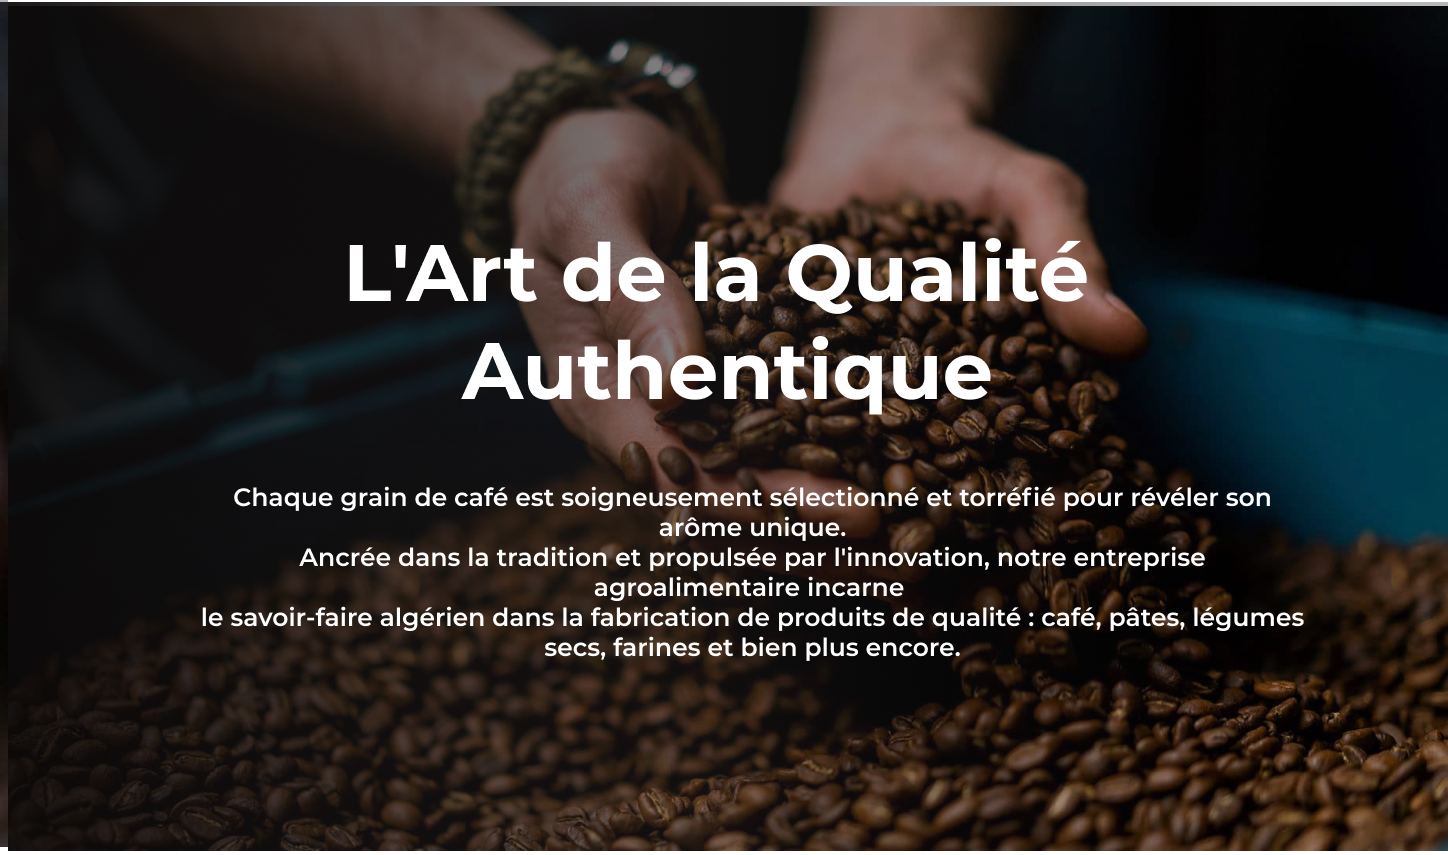 L'Art de la Qualité
Authentique
Chaque grain de café est soigneusement sélectionné et torréfié pour révéler son
arôme unique.
Ancrée dans la tradition et propulsée par l'innovation, notre entreprise
agroalimentaire incarne
le savoir-faire algérien dans la fabrication de produits de qualité : café, pâtes, légumes
secs, farines et bien plus encore.